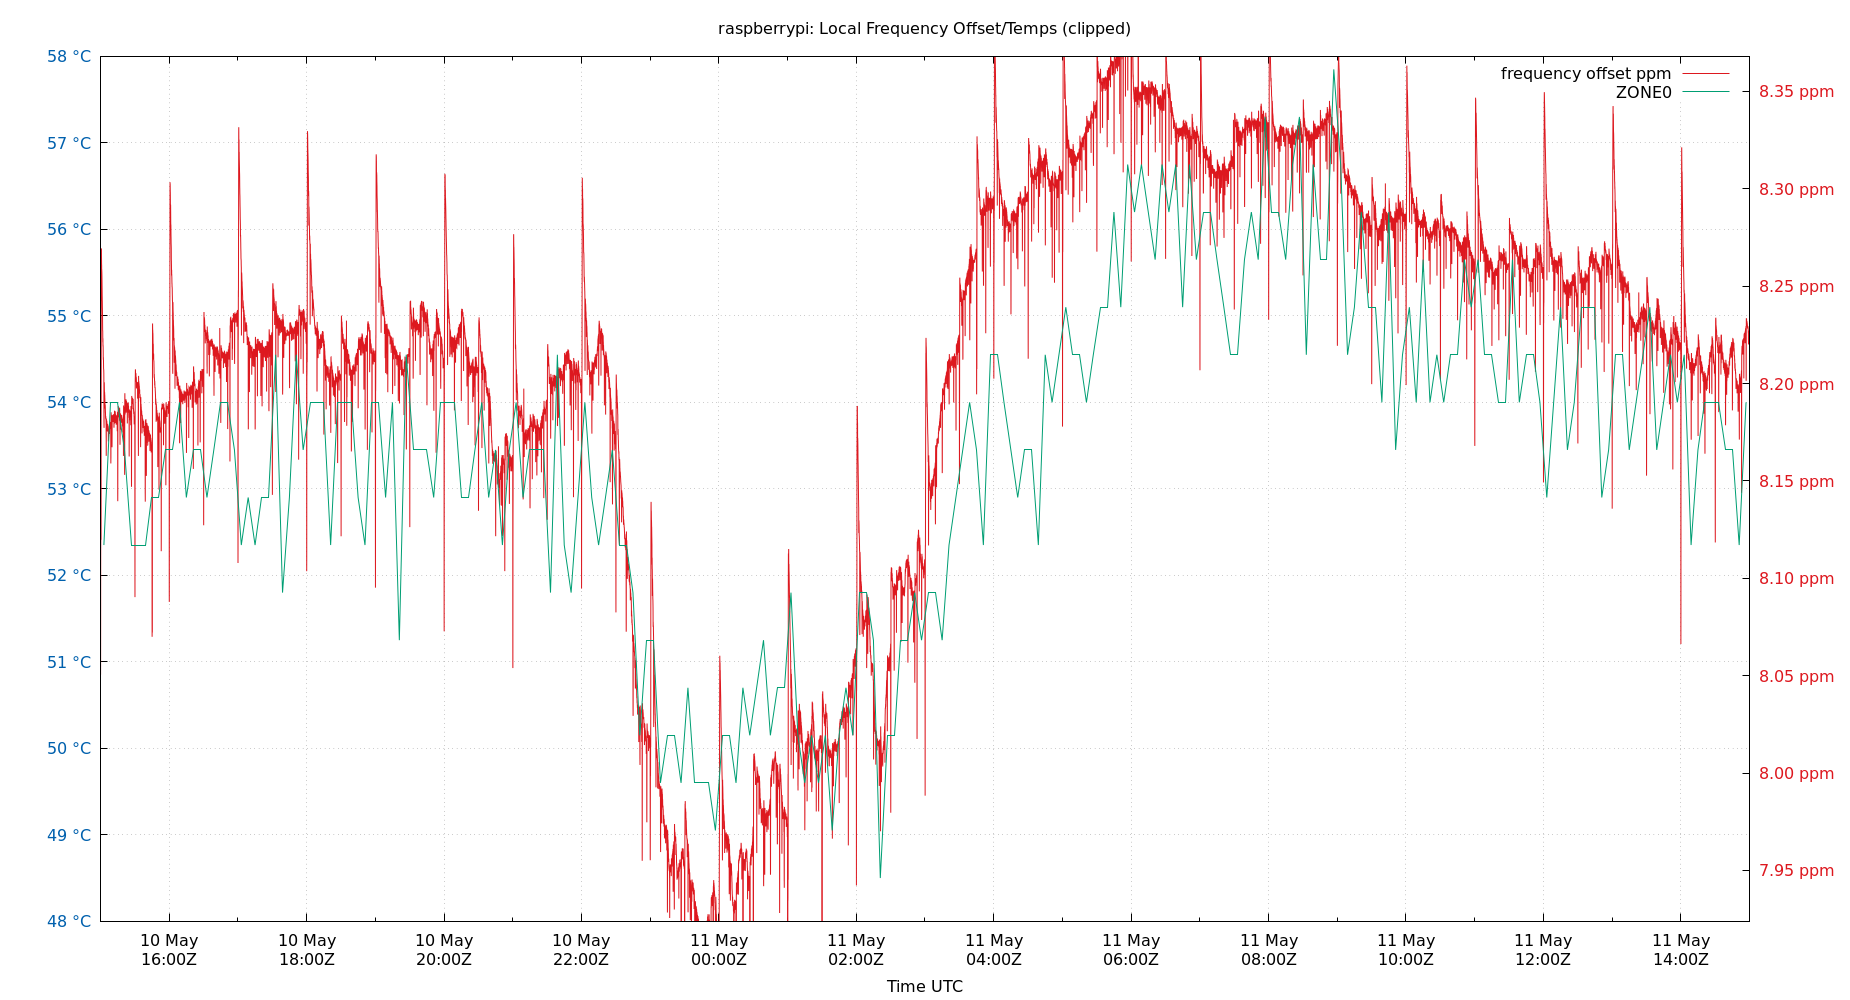 raspberrypi: Local Frequency Offset/Temps (clipped)
frequency offset ppm
ZONE0
58 °C
57 °C
56 °C
55 °C
54 °C
53 °C
52 °C
51 °C
50 °C
49 °C
48 °C
8.35 ppm
8.30 ppm
8.25 ppm
8.20 ppm
8.15 ppm
8.10 ppm
8.05 ppm
8.00 ppm
7.95 ppm
10 May 10 May 10 May 10 May 11 May 11 May 11 May 11 May 11 May 11 May 11 May 11 May
16:00Z 18:00Z 20:00Z 22:00Z 00:00Z 02:00Z 04:00Z 06:00Z 08:00Z 10:00Z 12:00Z 14:00Z
Time UTC